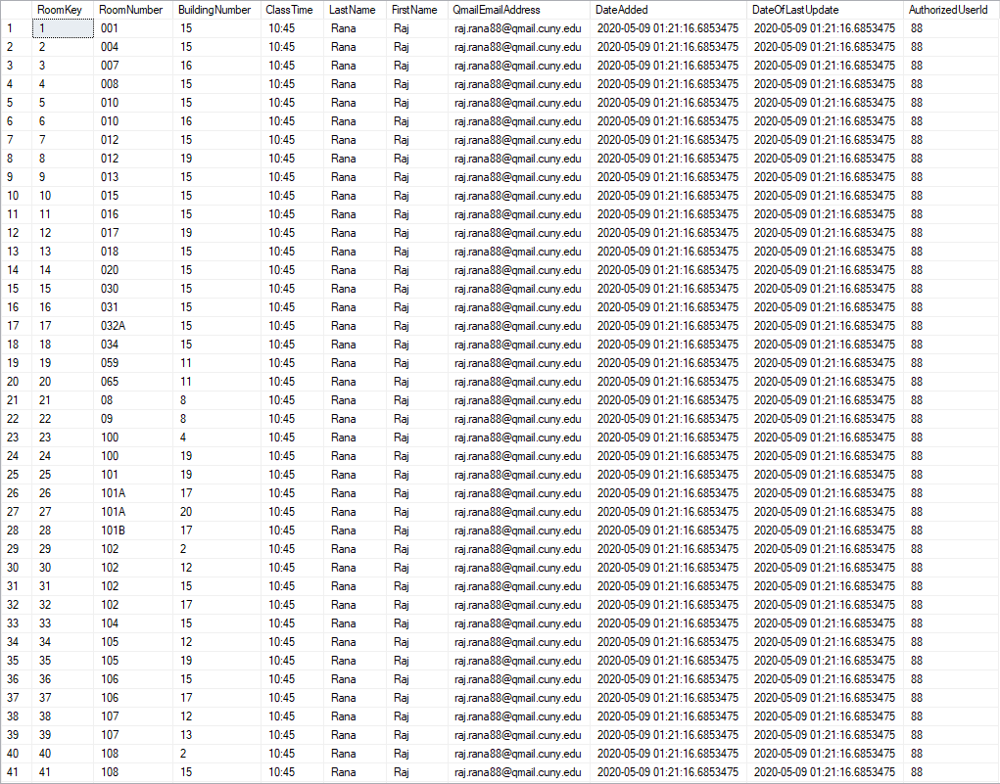 RoomKey RoomNumber BuildingNumber ClassTime LastName FirstName QmailEmailAddress DateAdded DateOfLastUpdate AuthorizedUserId
1 1 001 15 10:45 Rana Raj raj.rana88@qmail.cuny.edu 2020-05-09 01:21:16.6853475 2020-05-09 01:21:16.6853475 88
2 2 004 15 10:45 Rana Raj raj.rana88@qmail.cuny.edu 2020-05-09 01:21:16.6853475 2020-05-09 01:21:16.6853475 88
3 3 007 16 10:45 Rana Raj raj.rana88@qmail.cuny.edu 2020-05-09 01:21:16.6853475 2020-05-09 01:21:16.6853475 88
4 4 008 15 10:45 Rana Raj raj.rana88@qmail.cuny.edu 2020-05-09 01:21:16.6853475 2020-05-09 01:21:16.6853475 88
5 5 010 15 10:45 Rana Raj raj.rana88@qmail.cuny.edu 2020-05-09 01:21:16.6853475 2020-05-09 01:21:16.6853475 88
6 6 010 16 10:45 Rana Raj raj.rana88@qmail.cuny.edu 2020-05-09 01:21:16.6853475 2020-05-09 01:21:16.6853475 88
7 7 012 15 10:45 Rana Raj raj.rana88@qmail.cuny.edu 2020-05-09 01:21:16.6853475 2020-05-09 01:21:16.6853475 88
8 8 012 19 10:45 Rana Raj raj.rana88@qmail.cuny.edu 2020-05-09 01:21:16.6853475 2020-05-09 01:21:16.6853475 88
9 9 013 15 10:45 Rana Raj raj.rana88@qmail.cuny.edu 2020-05-09 01:21:16.6853475 2020-05-09 01:21:16.6853475 88
10 10 015 15 10:45 Rana Raj raj.rana88@qmail.cuny.edu 2020-05-09 01:21:16.6853475 2020-05-09 01:21:16.6853475 88
11 11 016 15 10:45 Rana Raj raj.rana88@qmail.cuny.edu 2020-05-09 01:21:16.6853475 2020-05-09 01:21:16.6853475 88
12 12 017 19 10:45 Rana Raj raj.rana88@qmail.cuny.edu 2020-05-09 01:21:16.6853475 2020-05-09 01:21:16.6853475 88
13 13 018 15 10:45 Rana Raj raj.rana88@qmail.cuny.edu 2020-05-09 01:21:16.6853475 2020-05-09 01:21:16.6853475 88
14 14 020 15 10:45 Rana Raj raj.rana88@qmail.cuny.edu 2020-05-09 01:21:16.6853475 2020-05-09 01:21:16.6853475 88
15 15 030 15 10:45 Rana Raj raj.rana88@qmail.cuny.edu 2020-05-09 01:21:16.6853475 2020-05-09 01:21:16.6853475 88
16 16 031 15 10:45 Rana Raj raj.rana88@qmail.cuny.edu 2020-05-09 01:21:16.6853475 2020-05-09 01:21:16.6853475 88
17 17 032A 15 10:45 Rana Raj raj.rana88@qmail.cuny.edu 2020-05-09 01:21:16.6853475 2020-05-09 01:21:16.6853475 88
18 18 034 15 10:45 Rana Raj raj.rana88@qmail.cuny.edu 2020-05-09 01:21:16.6853475 2020-05-09 01:21:16.6853475 88
19 19 059 11 10:45 Rana Raj raj.rana88@qmail.cuny.edu 2020-05-09 01:21:16.6853475 2020-05-09 01:21:16.6853475 88
20 20 065 11 10:45 Rana Raj raj.rana88@qmail.cuny.edu 2020-05-09 01:21:16.6853475 2020-05-09 01:21:16.6853475 88
21 21 08 8 10:45 Rana Raj raj.rana88@qmail.cuny.edu 2020-05-09 01:21:16.6853475 2020-05-09 01:21:16.6853475 88
22 22 09 8 10:45 Rana Raj raj.rana88@qmail.cuny.edu 2020-05-09 01:21:16.6853475 2020-05-09 01:21:16.6853475 88
23 23 100 4 10:45 Rana Raj raj.rana88@qmail.cuny.edu 2020-05-09 01:21:16.6853475 2020-05-09 01:21:16.6853475 88
24 24 100 19 10:45 Rana Raj raj.rana88@qmail.cuny.edu 2020-05-09 01:21:16.6853475 2020-05-09 01:21:16.6853475 88
25 25 101 19 10:45 Rana Raj raj.rana88@qmail.cuny.edu 2020-05-09 01:21:16.6853475 2020-05-09 01:21:16.6853475 88
26 26 101A 17 10:45 Rana Raj raj.rana88@qmail.cuny.edu 2020-05-09 01:21:16.6853475 2020-05-09 01:21:16.6853475 88
27 27 101A 20 10:45 Rana Raj raj.rana88@qmail.cuny.edu 2020-05-09 01:21:16.6853475 2020-05-09 01:21:16.6853475 88
28 28 101B 17 10:45 Rana Raj raj.rana88@qmail.cuny.edu 2020-05-09 01:21:16.6853475 2020-05-09 01:21:16.6853475 88
29 29 102 2 10:45 Rana Raj raj.rana88@qmail.cuny.edu 2020-05-09 01:21:16.6853475 2020-05-09 01:21:16.6853475 88
30 30 102 12 10:45 Rana Raj raj.rana88@qmail.cuny.edu 2020-05-09 01:21:16.6853475 2020-05-09 01:21:16.6853475 88
31 31 102 15 10:45 Rana Raj raj.rana88@qmail.cuny.edu 2020-05-09 01:21:16.6853475 2020-05-09 01:21:16.6853475 88
32 32 102 17 10:45 Rana Raj raj.rana88@qmail.cuny.edu 2020-05-09 01:21:16.6853475 2020-05-09 01:21:16.6853475 88
33 33 104 15 10:45 Rana Raj raj.rana88@qmail.cuny.edu 2020-05-09 01:21:16.6853475 2020-05-09 01:21:16.6853475 88
34 34 105 12 10:45 Rana Raj raj.rana88@qmail.cuny.edu 2020-05-09 01:21:16.6853475 2020-05-09 01:21:16.6853475 88
35 35 105 19 10:45 Rana Raj raj.rana88@qmail.cuny.edu 2020-05-09 01:21:16.6853475 2020-05-09 01:21:16.6853475 88
36 36 106 15 10:45 Rana Raj raj.rana88@qmail.cuny.edu 2020-05-09 01:21:16.6853475 2020-05-09 01:21:16.6853475 88
37 37 106 17 10:45 Rana Raj raj.rana88@qmail.cuny.edu 2020-05-09 01:21:16.6853475 2020-05-09 01:21:16.6853475 88
38 38 107 12 10:45 Rana Raj raj.rana88@qmail.cuny.edu 2020-05-09 01:21:16.6853475 2020-05-09 01:21:16.6853475 88
39 39 107 13 10:45 Rana Raj raj.rana88@qmail.cuny.edu 2020-05-09 01:21:16.6853475 2020-05-09 01:21:16.6853475 88
40 40 108 2 10:45 Rana Raj raj.rana88@qmail.cuny.edu 2020-05-09 01:21:16.6853475 2020-05-09 01:21:16.6853475 88
41 41 108 15 10:45 Rana Raj raj.rana88@qmail.cuny.edu 2020-05-09 01:21:16.6853475 2020-05-09 01:21:16.6853475 88